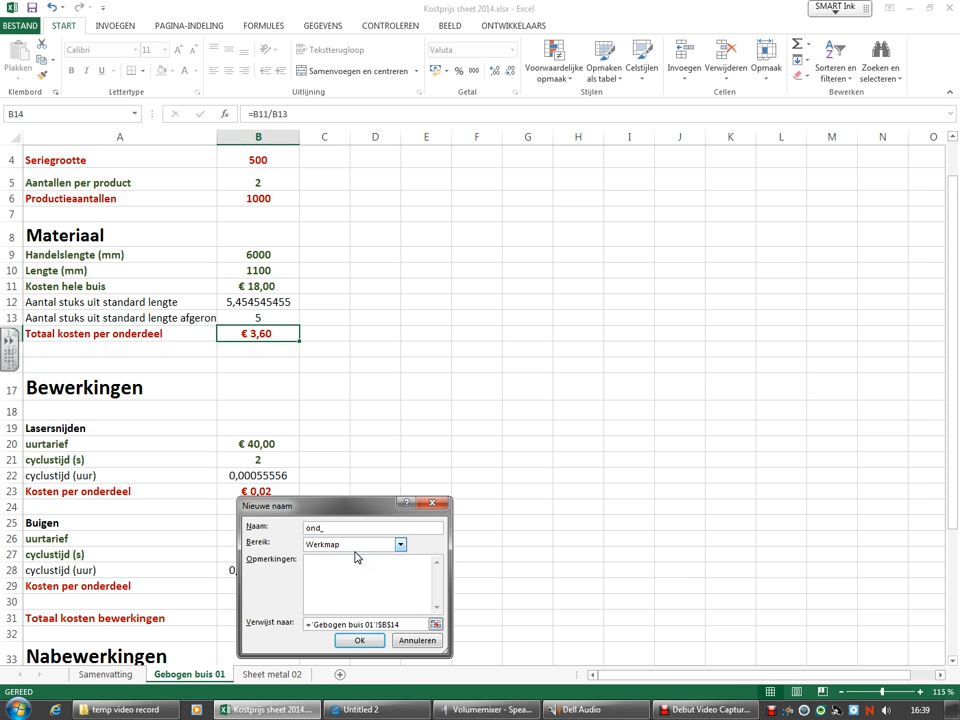 Kostprijs sheet 2014.xlsx - Excel
SMART Ink
BESTAND START INVOEGEN PAGINA-INDELING FORMULES GEGEVENS CONTROLEREN BEELD ONTWIKKELAARS
Plakken
Calibri 11
B I U
Tekstterugloop
Samenvoegen en centreren
Valuta
% 000
Voorwaardelijke opmaak
Opmaken als tabel
Celstijlen
Invoegen
Verwijderen
Opmaak
Sorteren en filteren
Zoeken en selecteren
Klembord Lettertype Uitlijning Getal Stijlen Cellen Bewerken
B14 fx =B11/B13
A B C D E F G H I J K L M N O
4 Seriegrootte 500
5 Aantallen per product 2
6 Productieaantallen 1000
7
8 Materiaal
9 Handelslengte (mm) 6000
10 Lengte (mm) 1100
11 Kosten hele buis € 18,00
12 Aantal stuks uit standard lengte 5,454545455
13 Aantal stuks uit standard lengte afgeron 5
Totaal kosten per onderdeel € 3,60
17 Bewerkingen
18
19 Lasersnijden
20 uurtarief € 40,00
21 cyclustijd (s) 2
22 cyclustijd (uur) 0,00055556
23 Kosten per onderdeel € 0,02
24
25 Buigen
26 uurtarief
27 cyclustijd (s)
28 cyclustijd (uur) 0,
29 Kosten per onderdeel
30
31 Totaal kosten bewerkingen
32
33 Nabewerkingen
Nieuwe naam
Naam: ond_
Bereik: Werkmap
Opmerkingen:
Verwijst naar: ='Gebogen buis 01'!$B$14
OK Annuleren
Samenvatting Gebogen buis 01 Sheet metal 02
GEREED 115 %
temp video record
Kostprijs sheet 2014....
Untitled 2
Volumemixer - Spea...
Dell Audio
Debut Video Captur...
16:39